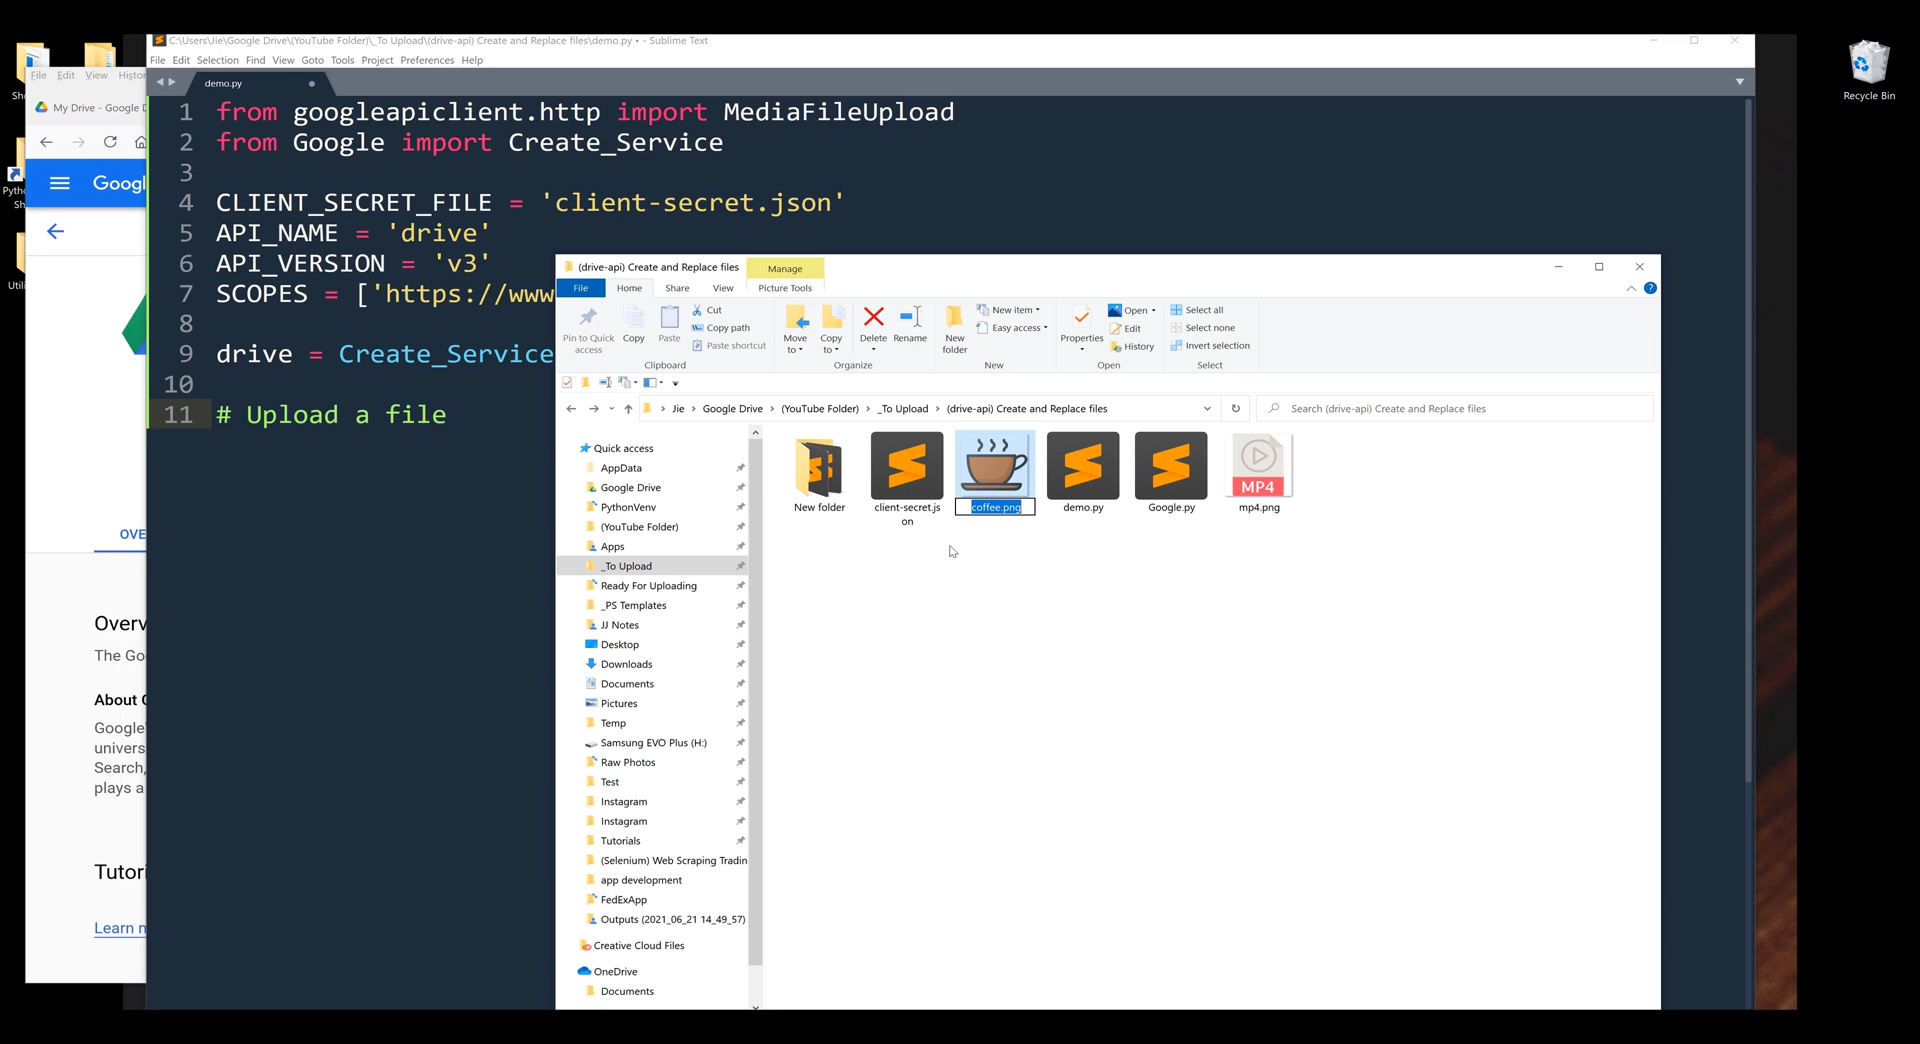 C:\Users\Jie\Google Drive\(YouTube Folder)\_To Upload\(drive-api) Create and Replace files\demo.py • - Sublime Text
File Edit Selection Find View Goto Tools Project Preferences Help
demo.py
1 from googleapiclient.http import MediaFileUpload
2 from Google import Create_Service
3
4 CLIENT_SECRET_FILE = 'client-secret.json'
5 API_NAME = 'drive'
6 API_VERSION = 'v3'
7 SCOPES = ['https://www
8
9 drive = Create_Service
10
11 # Upload a file
File Edit View
My Drive - Google
Googl
OVE
Overv
The Go
About
Google'
univers
Search,
plays a
Tutori
Learn
Recycle Bin
(drive-api) Create and Replace files
Manage
File Home Share View Picture Tools
Pin to Quick access
Copy
Paste
Cut
Copy path
Paste shortcut
Clipboard
Move to
Copy to
Delete
Rename
Organize
New folder
New item
Easy access
New
Properties
Open
Edit
History
Open
Select all
Select none
Invert selection
Select
Jie > Google Drive > (YouTube Folder) > _To Upload > (drive-api) Create and Replace files
Search (drive-api) Create and Replace files
Quick access
AppData
Google Drive
PythonVenv
(YouTube Folder)
Apps
_To Upload
Ready For Uploading
_PS Templates
JJ Notes
Desktop
Downloads
Documents
Pictures
Temp
Samsung EVO Plus (H:)
Raw Photos
Test
Instagram
Instagram
Tutorials
(Selenium) Web Scraping Tradin
app development
FedExApp
Outputs (2021_06_21 14_49_57)
Creative Cloud Files
OneDrive
Documents
New folder
client-secret.js
on
coffee.png
demo.py
Google.py
MP4
mp4.png